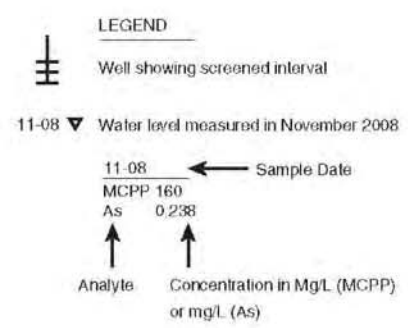 LEGEND
Well showing screened interval
11-08 Water level measured in November 2008
11-08 Sample Date
MCPP 160
As 0.238
Analyte Concentration in Mg/L (MCPP)
or mg/L (As)